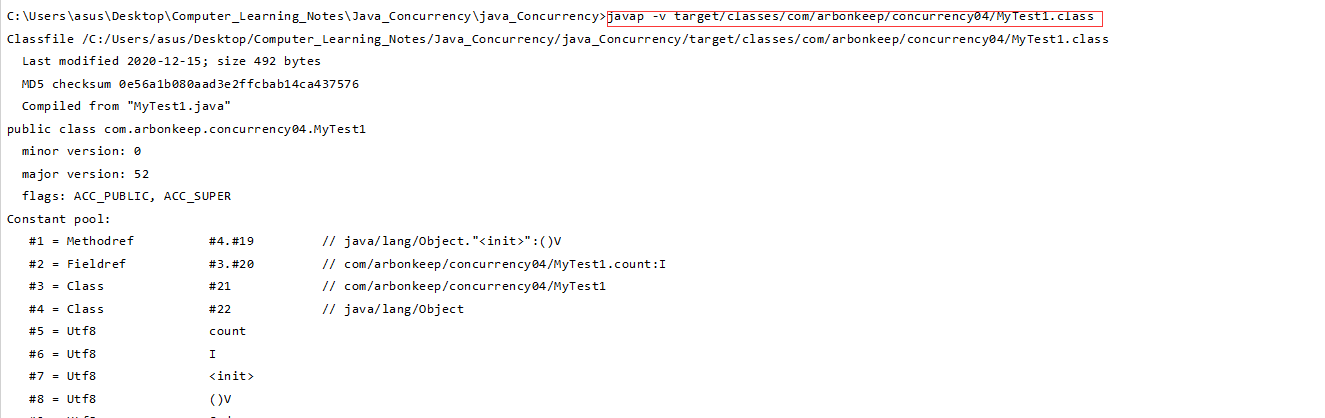 C:\Users\asus\Desktop\Computer_Learning_Notes\Java_Concurrency\java_Concurrency>javap -v target/classes/com/arbonkeep/concurrency04/MyTest1.class
Classfile /C:/Users/asus/Desktop/Computer_Learning_Notes/Java_Concurrency/java_Concurrency/target/classes/com/arbonkeep/concurrency04/MyTest1.class
  Last modified 2020-12-15; size 492 bytes
  MD5 checksum 0e56a1b080aad3e2ffcbab14ca437576
  Compiled from "MyTest1.java"
public class com.arbonkeep.concurrency04.MyTest1
  minor version: 0
  major version: 52
  flags: ACC_PUBLIC, ACC_SUPER
Constant pool:
   #1 = Methodref          #4.#19         // java/lang/Object."<init>":()V
   #2 = Fieldref           #3.#20         // com/arbonkeep/concurrency04/MyTest1.count:I
   #3 = Class              #21            // com/arbonkeep/concurrency04/MyTest1
   #4 = Class              #22            // java/lang/Object
   #5 = Utf8               count
   #6 = Utf8               I
   #7 = Utf8               <init>
   #8 = Utf8               ()V